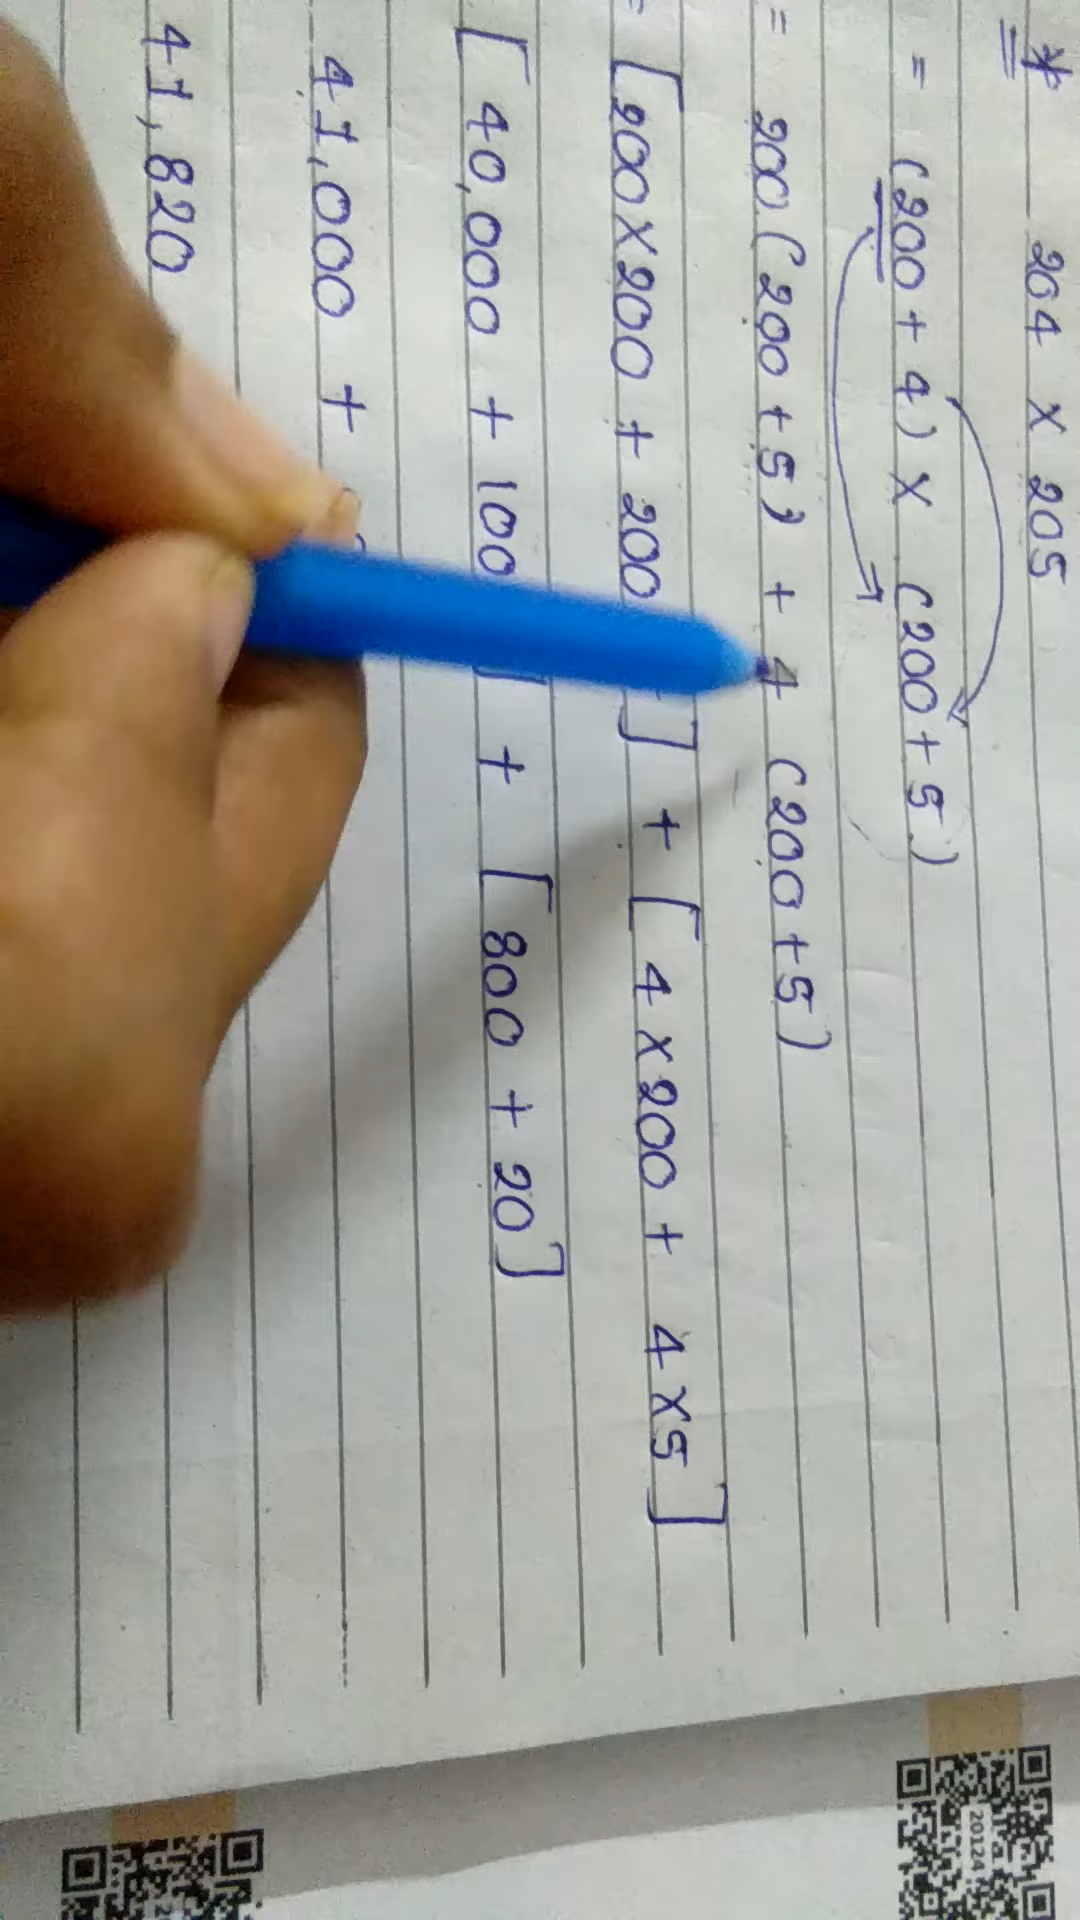 * 204 × 205
= (200 + 4) × (200 + 5)
= 200 (200 + 5) + 4 (200 + 5)
= [200 × 200 + 200 ] + [4 × 200 + 4 × 5]
[40,000 + 100 ] + [800 + 20]
41,000 +
41,820
20124